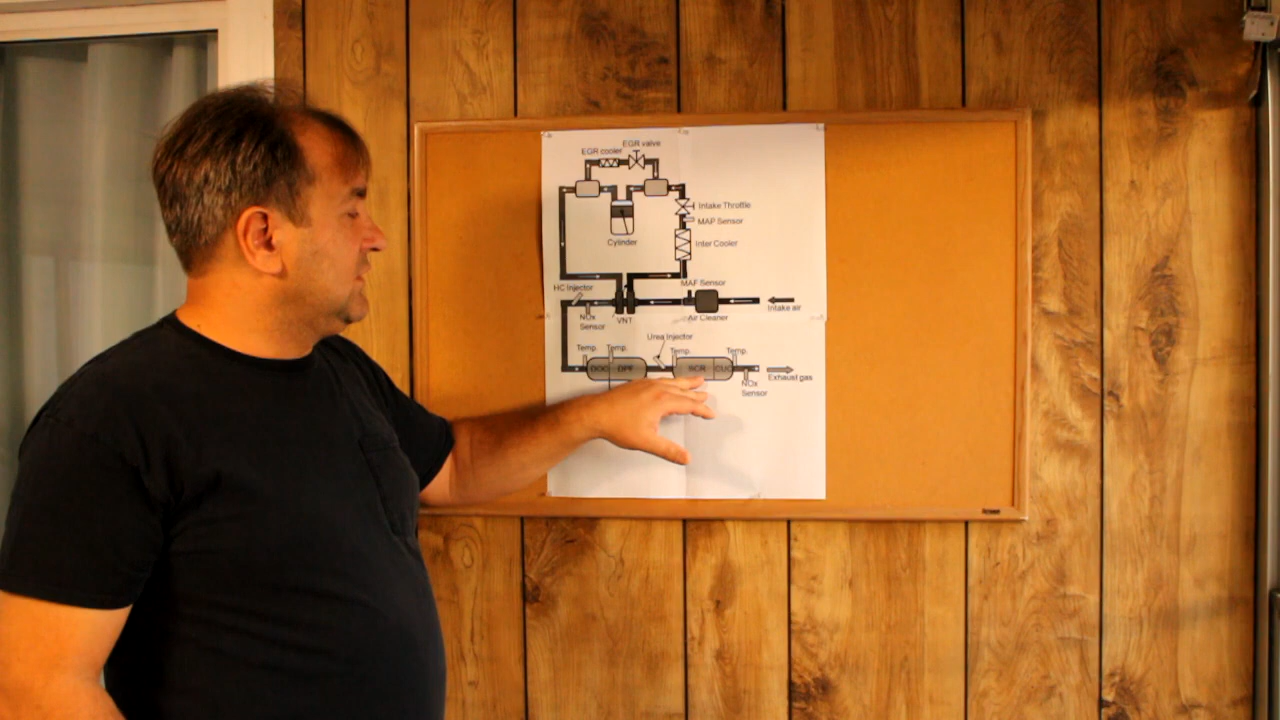 EGR valve
EGR cooler
Intake Throttle
MAP Sensor
Cylinder
Inter Cooler
MAF Sensor
HC Injector
Intake air
NOx
Sensor
VNT
Air Cleaner
Urea Injector
Temp.
Temp.
Temp.
Temp.
DOC
DPF
SCR
CUC
Exhaust gas
NOx
Sensor